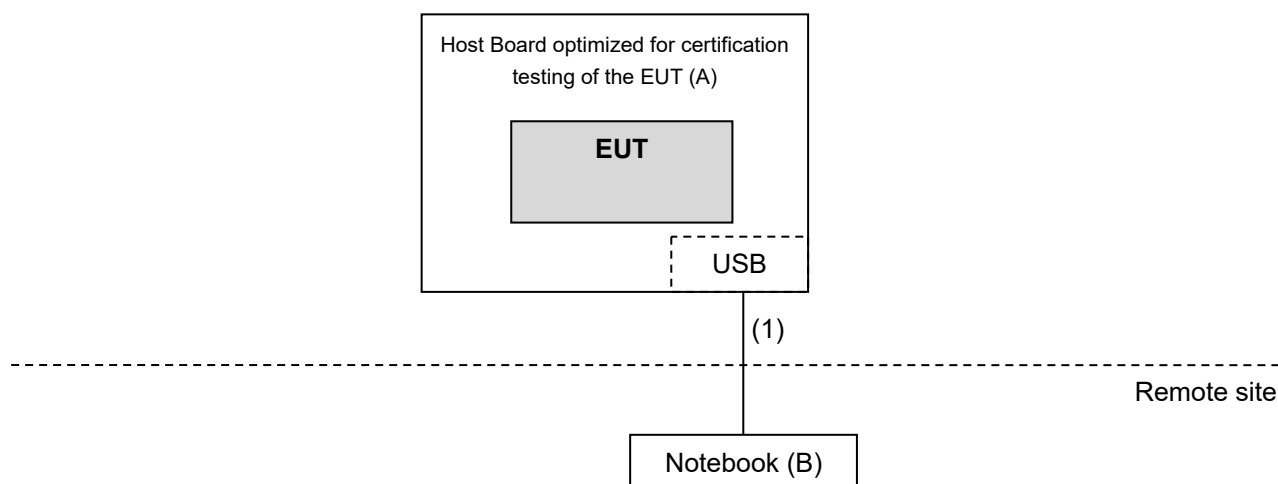 Host Board optimized for certification
testing of the EUT (A)
EUT
USB
(1)
Remote site
Notebook (B)